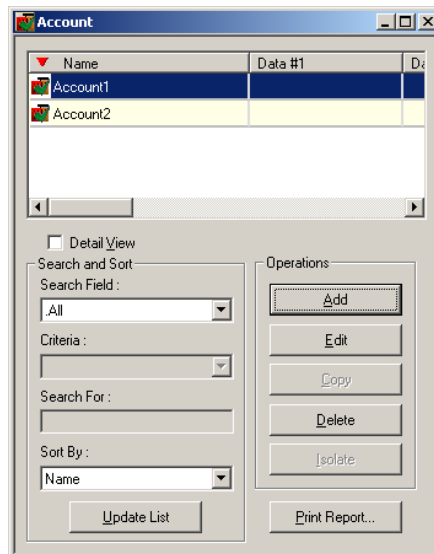 Account
Name Data #1 Da
Account1
Account2
Detail View
Search and Sort
Search Field :
.All
Criteria :
Search For :
Sort By :
Name
Update List
Operations
Add
Edit
Copy
Delete
Isolate
Print Report...